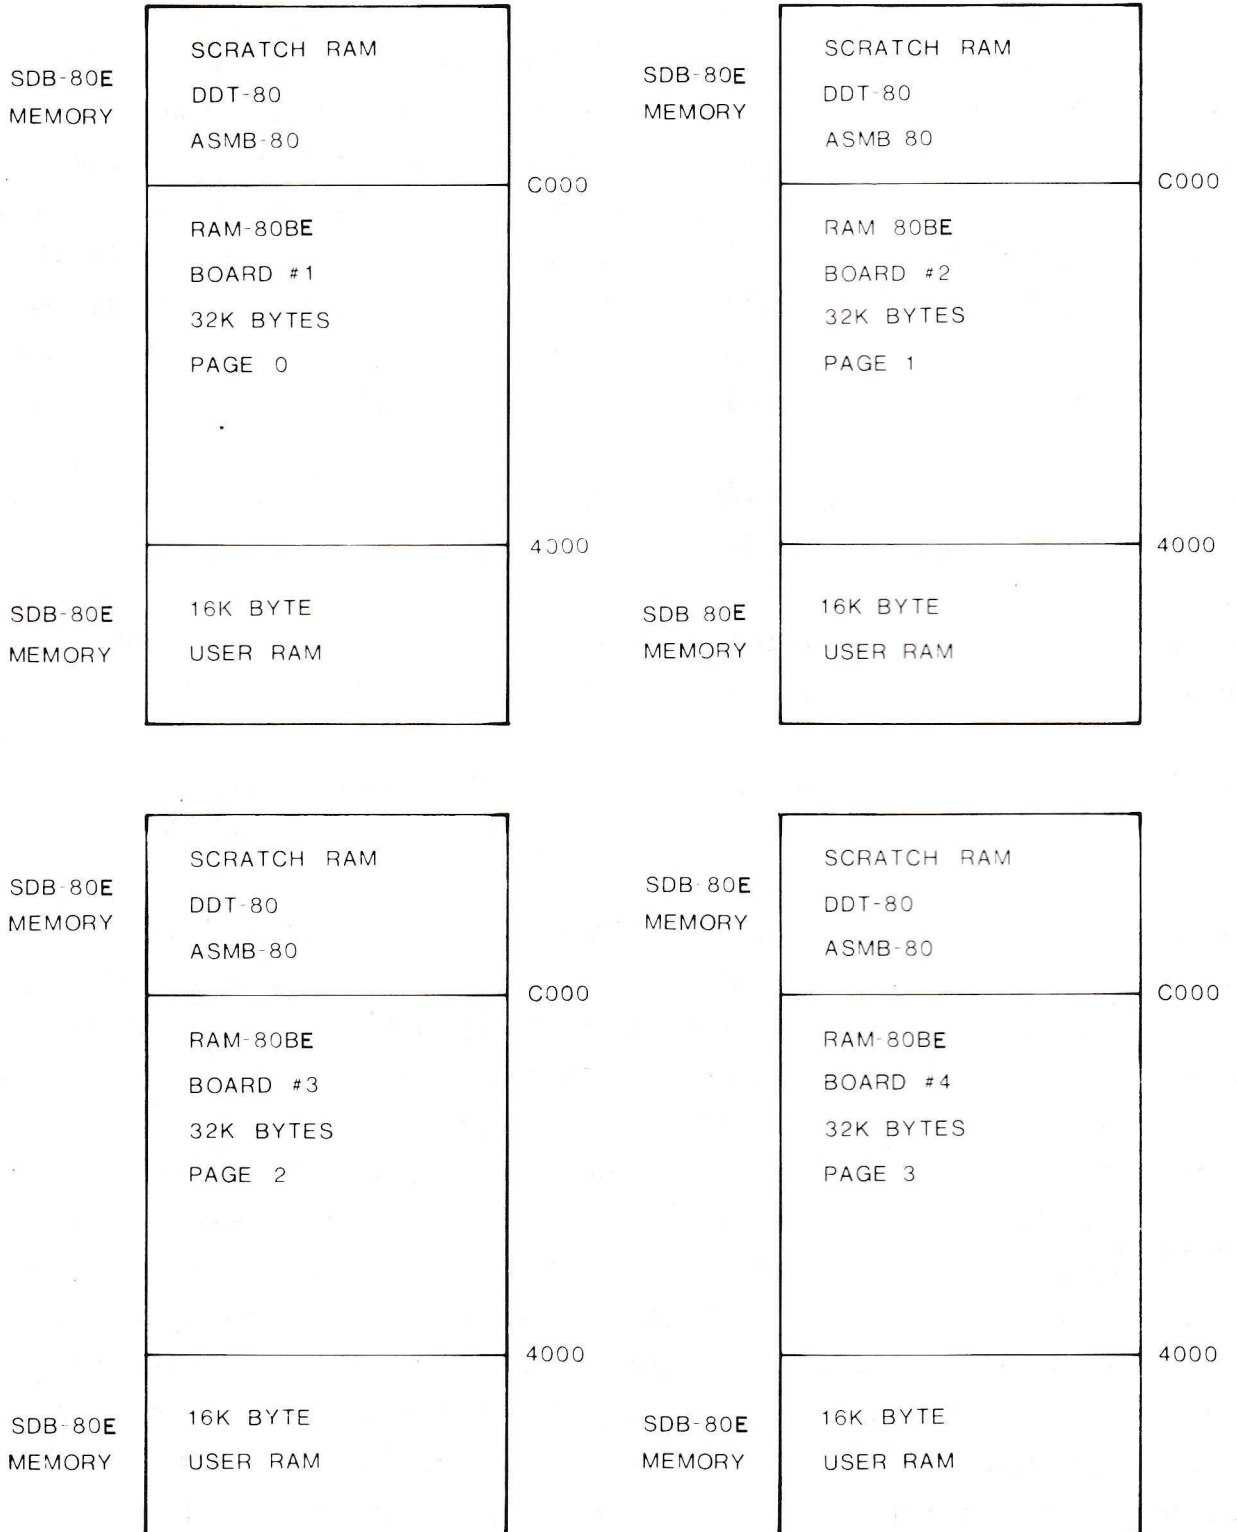 SDB-80E
MEMORY
SCRATCH RAM
DDT-80
ASMB-80
C000
RAM-80BE
BOARD #1
32K BYTES
PAGE 0
4000
SDB-80E
MEMORY
16K BYTE
USER RAM
SDB-80E
MEMORY
SCRATCH RAM
DDT-80
ASMB 80
C000
RAM 80BE
BOARD #2
32K BYTES
PAGE 1
4000
SDB 80E
MEMORY
16K BYTE
USER RAM
SDB-80E
MEMORY
SCRATCH RAM
DDT-80
ASMB-80
C000
RAM-80BE
BOARD #3
32K BYTES
PAGE 2
4000
SDB-80E
MEMORY
16K BYTE
USER RAM
SDB-80E
MEMORY
SCRATCH RAM
DDT-80
ASMB-80
C000
RAM-80BE
BOARD #4
32K BYTES
PAGE 3
4000
SDB-80E
MEMORY
16K BYTE
USER RAM